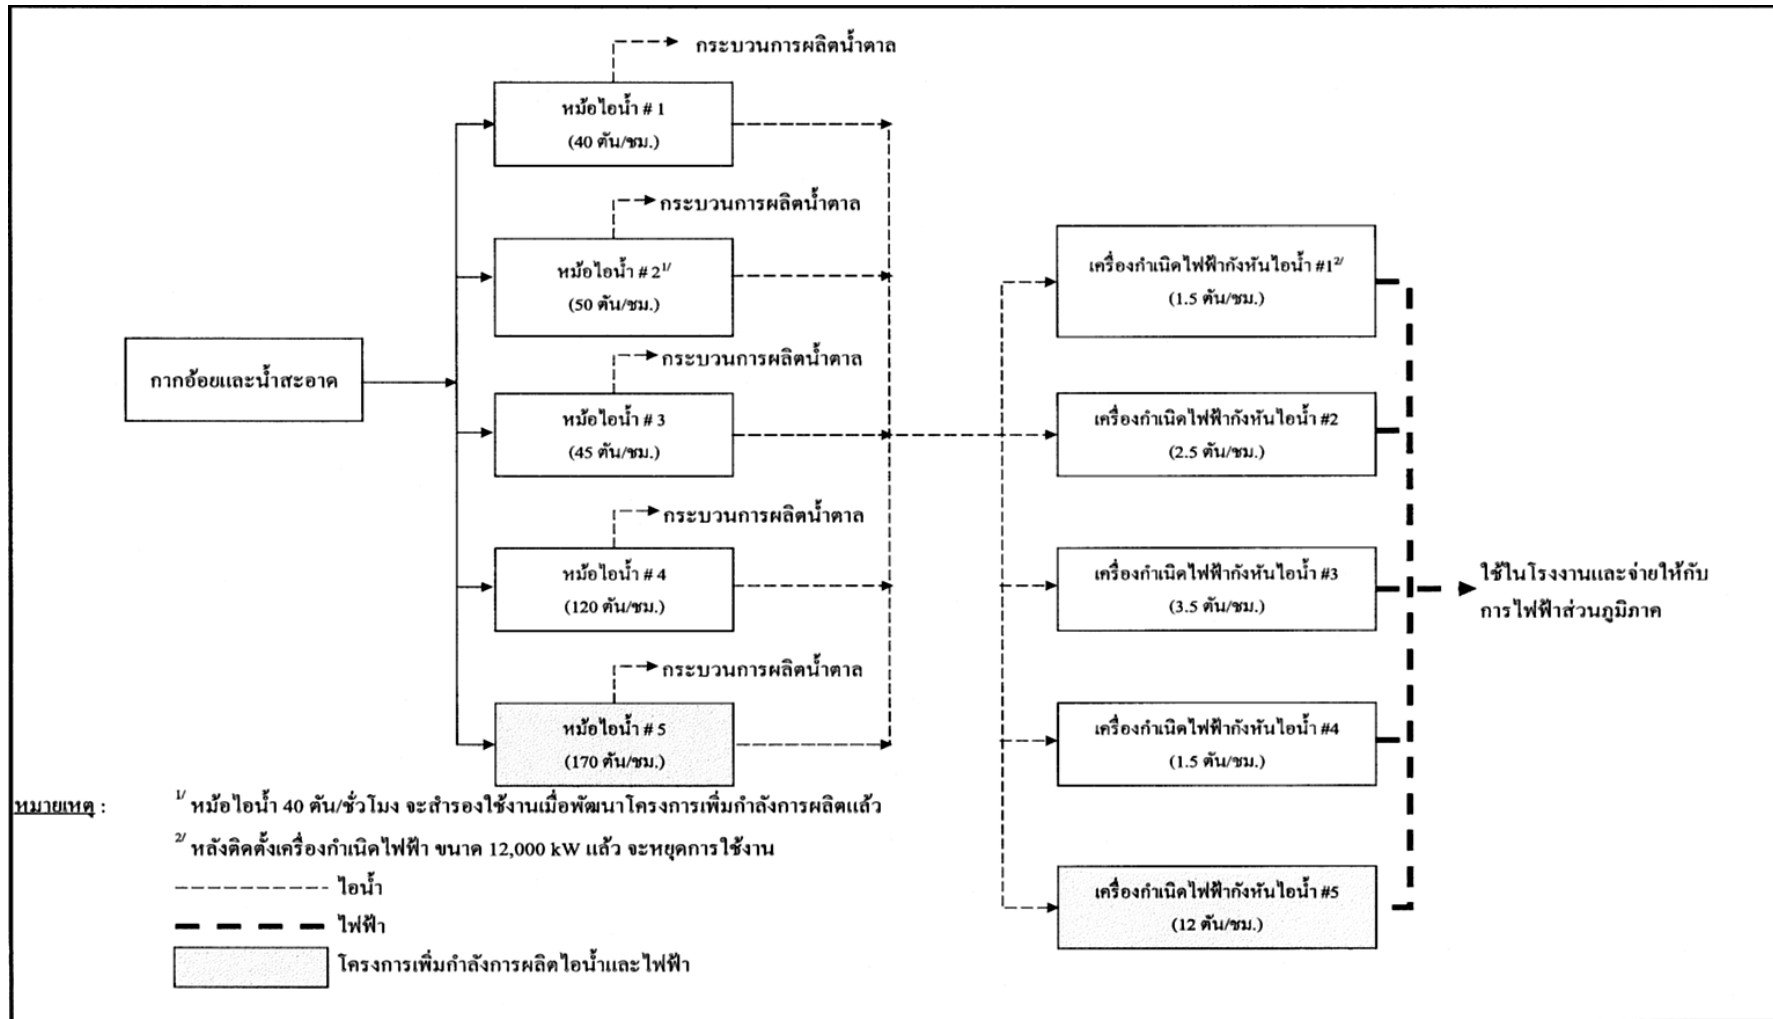 กระบวนการผลิตน้ำตาล
หม้อไอน้ำ # 1
(40 ตัน/ชม.)
กระบวนการผลิตน้ำตาล
หม้อไอน้ำ # 2 1/
(50 ตัน/ชม.)
กระบวนการผลิตน้ำตาล
กากอ้อยและน้ำสะอาด
หม้อไอน้ำ # 3
(45 ตัน/ชม.)
กระบวนการผลิตน้ำตาล
หม้อไอน้ำ # 4
(120 ตัน/ชม.)
กระบวนการผลิตน้ำตาล
หม้อไอน้ำ # 5
(170 ตัน/ชม.)
เครื่องกำเนิดไฟฟ้ากังหันไอน้ำ #1 2/
(1.5 ตัน/ชม.)
เครื่องกำเนิดไฟฟ้ากังหันไอน้ำ #2
(2.5 ตัน/ชม.)
เครื่องกำเนิดไฟฟ้ากังหันไอน้ำ #3
(3.5 ตัน/ชม.)
เครื่องกำเนิดไฟฟ้ากังหันไอน้ำ #4
(1.5 ตัน/ชม.)
เครื่องกำเนิดไฟฟ้ากังหันไอน้ำ #5
(12 ตัน/ชม.)
ใช้ในโรงงานและจ่ายให้กับ
การไฟฟ้าส่วนภูมิภาค
หมายเหตุ : 1/ หม้อไอน้ำ 40 ตัน/ชั่วโมง จะสำรองใช้งานเมื่อพัฒนาโครงการเพิ่มกำลังการผลิตแล้ว
2/ หลังติดตั้งเครื่องกำเนิดไฟฟ้า ขนาด 12,000 kW แล้ว จะหยุดการใช้งาน
ไอน้ำ
ไฟฟ้า
โครงการเพิ่มกำลังการผลิตไอน้ำและไฟฟ้า